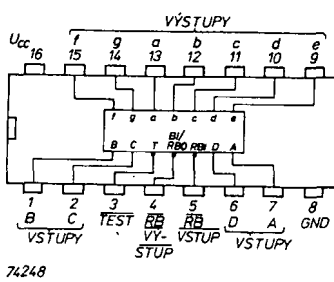 VÝSTUPY
Ucc f g a b c d e
16 15 14 13 12 11 10 9
f g a b c d e
BI/
B C T RBO RBI D A
1 2 3 4 5 6 7 8
B C TEST RB RB D A GND
VSTUPY VÝ- VSTUP VSTUPY
STUP
74248